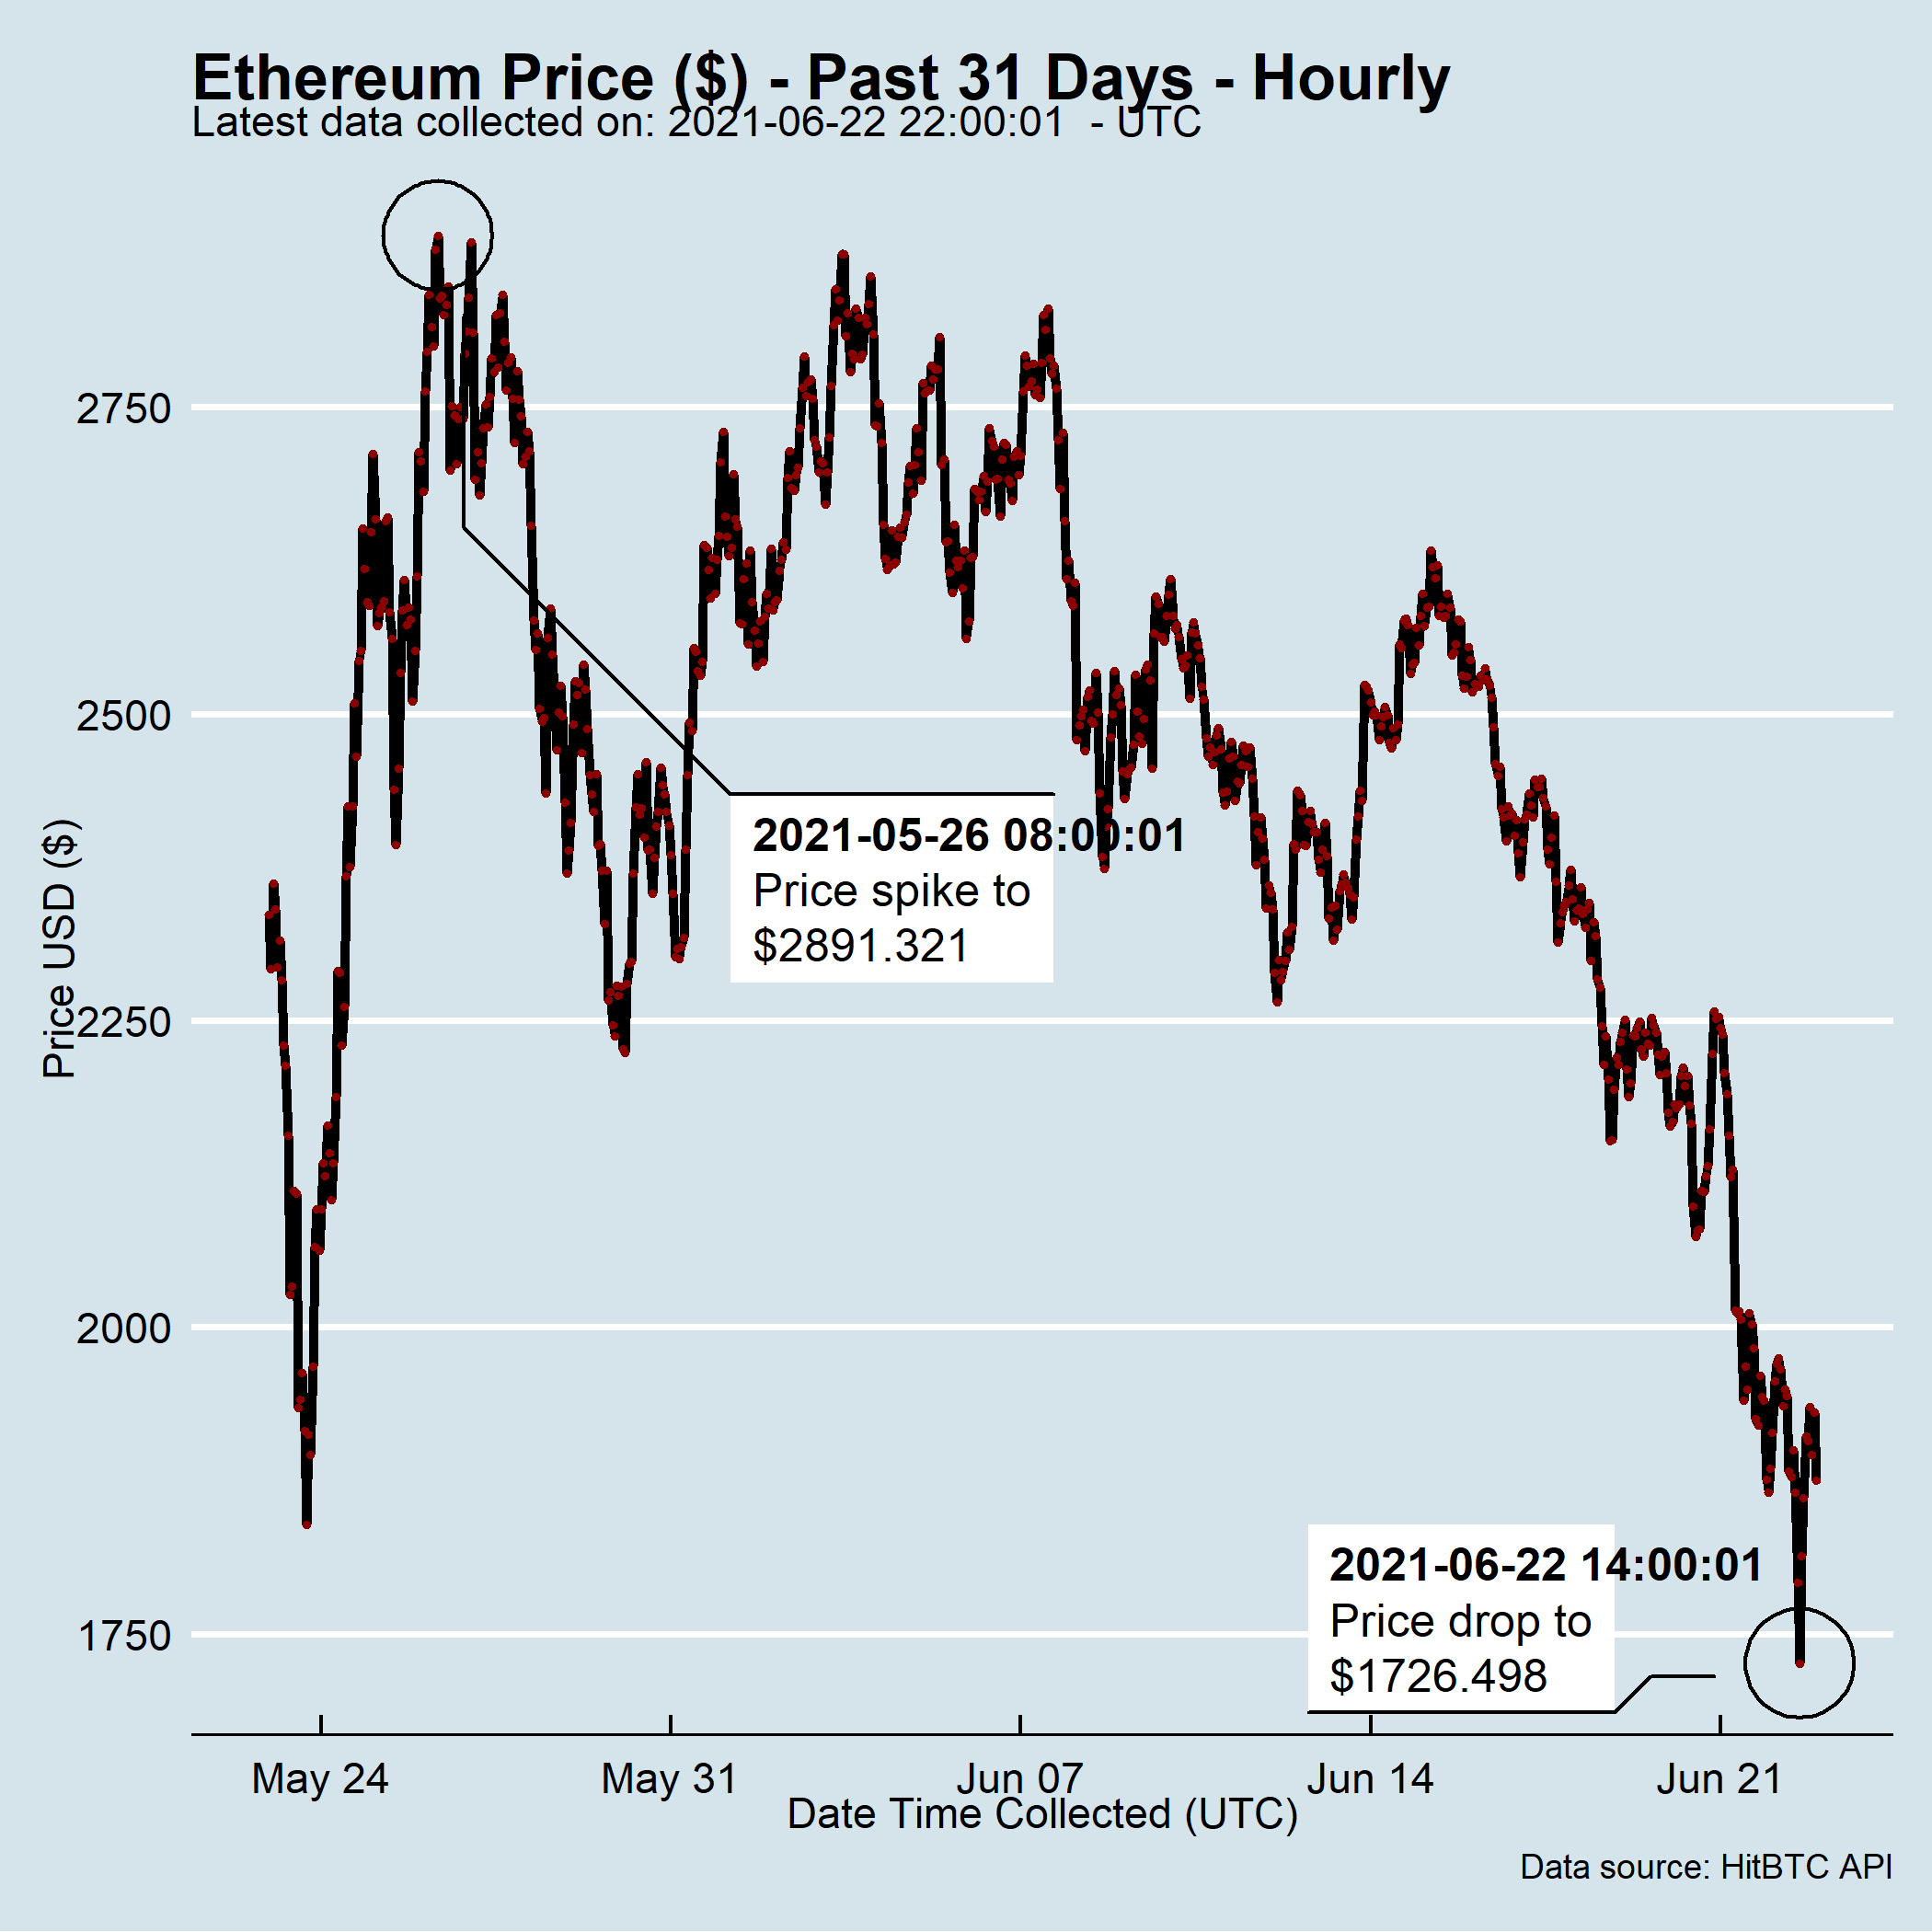 Ethereum Price ($) - Past 31 Days - Hourly
Latest data collected on: 2021-06-22 22:00:01  - UTC
Price USD ($)
2750
2500
2250
2000
1750
2021-05-26 08:00:01
Price spike to
$2891.321
2021-06-22 14:00:01
Price drop to
$1726.498
May 24
May 31
Jun 07
Jun 14
Jun 21
Date Time Collected (UTC)
Data source: HitBTC API